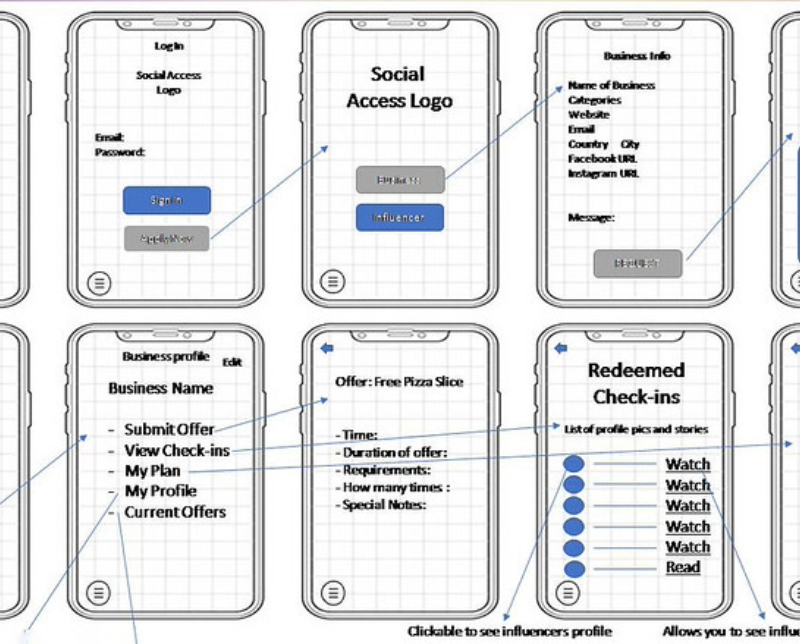 Log In
Social Access
Logo
Email:
Password:
Sign In
Apply Now
Social
Access Logo
Business
Influencer
Business Info
Name of Business
Categories
Website
Email
Country City
Facebook URL
Instagram URL
Message:
REQUEST
Business profile
Edit
Business Name
- Submit Offer
- View Check-ins
- My Plan
- My Profile
- Current Offers
Offer: Free Pizza Slice
- Time:
- Duration of offer:
- Requirements:
- How many times :
- Special Notes:
Redeemed
Check-ins
List of profile pics and stories
Watch
Watch
Watch
Watch
Watch
Read
Clickable to see influencers profile
Allows you to see influ